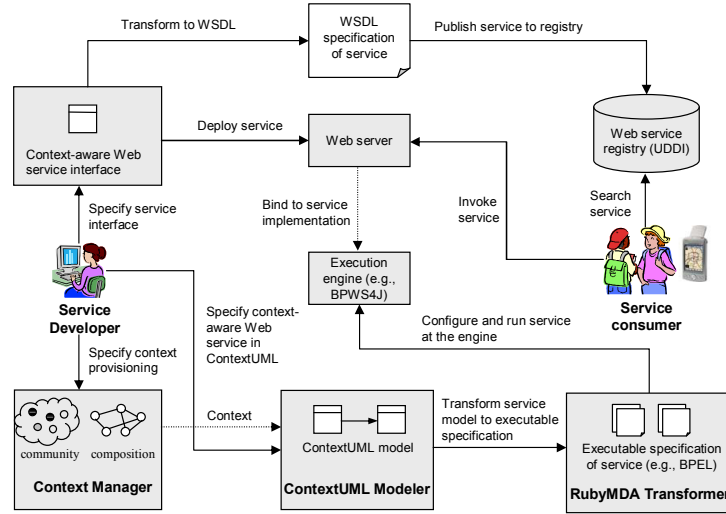 Transform to WSDL
WSDL
specification
of service
Publish service to registry
Context-aware Web
service interface
Deploy service
Web server
Web service
registry (UDDI)
Specify service
interface
Bind to service
implementation
Invoke
service
Search
service
Service
Developer
Execution
engine (e.g.,
BPWS4J)
Service
consumer
Specify context-
aware Web
service in
ContextUML
Configure and run service
at the engine
Specify context
provisioning
community
composition
Context Manager
Context
ContextUML model
ContextUML Modeler
Transform service
model to executable
specification
Executable specification
of service (e.g., BPEL)
RubyMDA Transformer